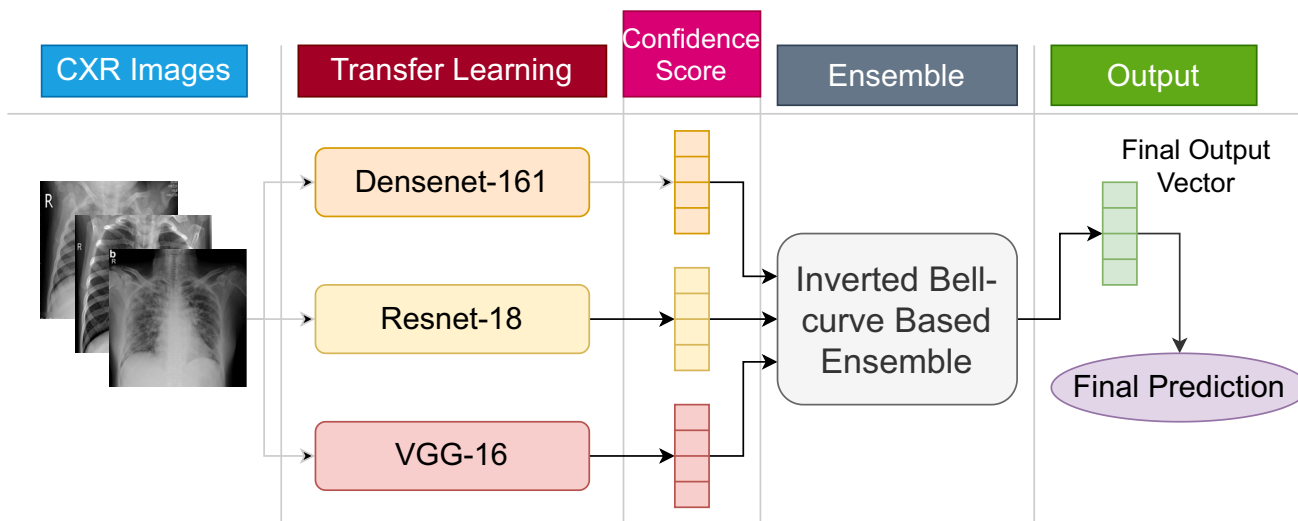 CXR Images
Transfer Learning
Confidence
Score
Ensemble
Output
Densenet-161
Resnet-18
VGG-16
R
R
b
R
Inverted Bell-
curve Based
Ensemble
Final Output
Vector
Final Prediction